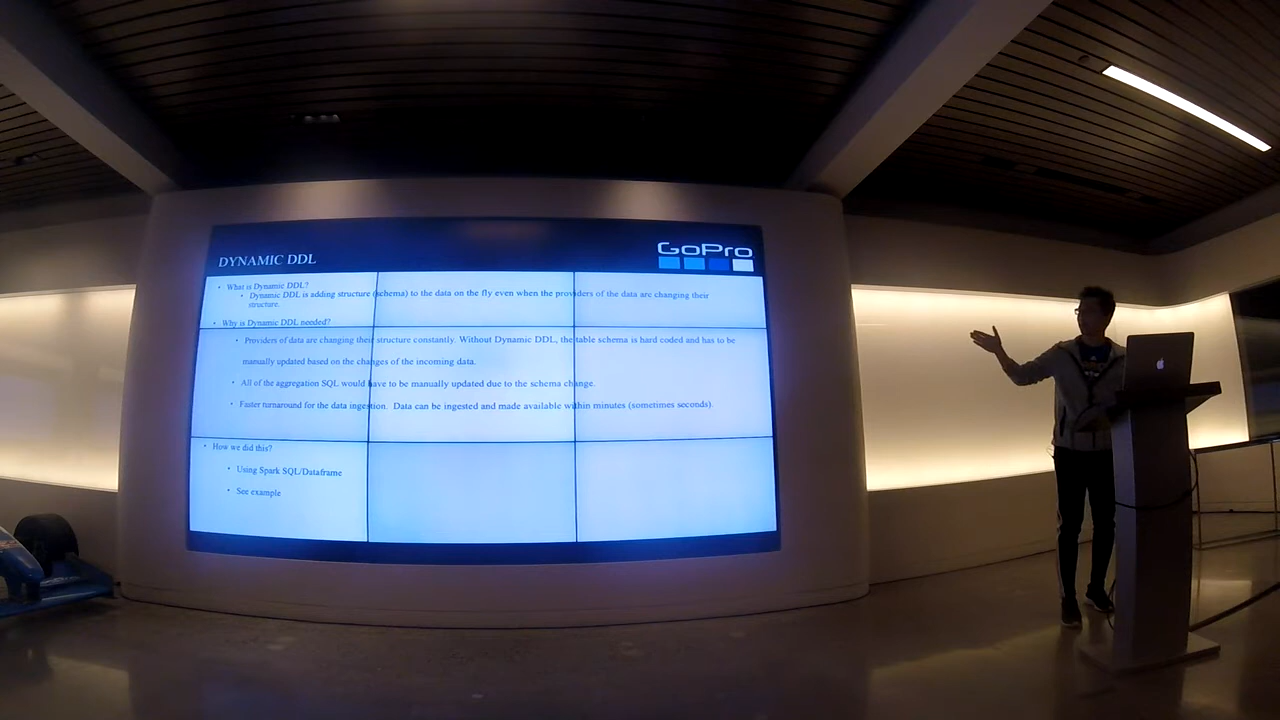 DYNAMIC DDL
GoPro
• What is Dynamic DDL?
• Dynamic DDL is adding structure (schema) to the data on the fly even when the providers of the data are changing their
structure.
• Why is Dynamic DDL needed?
• Providers of data are changing their structure constantly. Without Dynamic DDL, the table schema is hard coded and has to be
manually updated based on the changes of the incoming data.
• All of the aggregation SQL would have to be manually updated due to the schema change.
• Faster turnaround for the data ingestion. Data can be ingested and made available within minutes (sometimes seconds).
• How we did this?
• Using Spark SQL/Dataframe
• See example